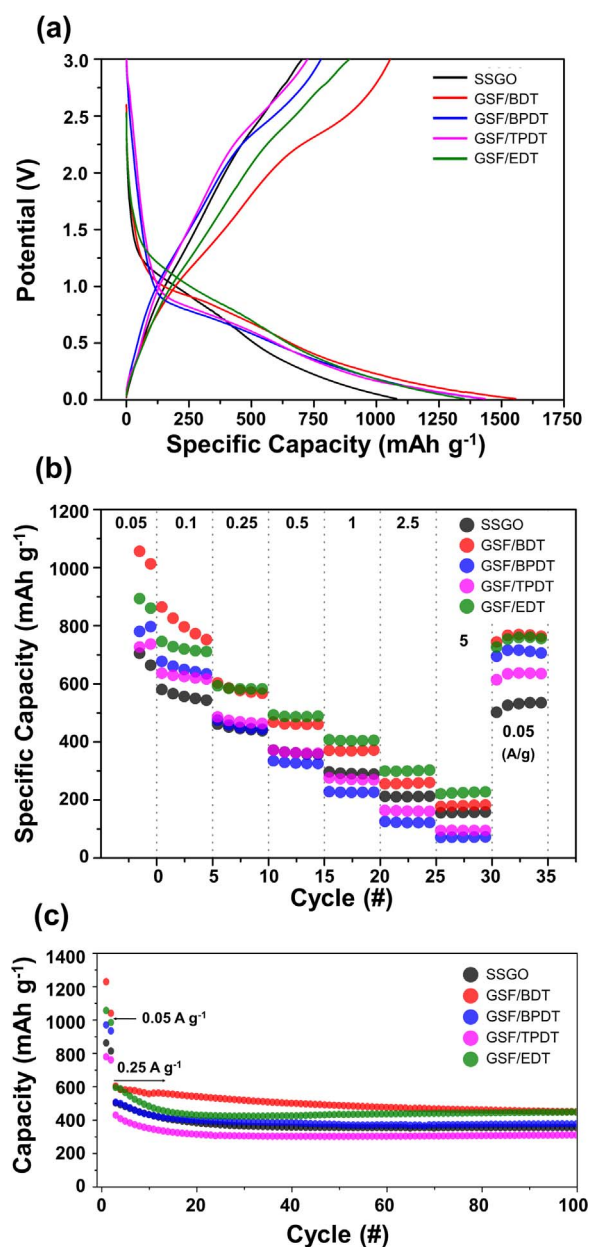 (a)
3.0
2.5
2.0
1.5
1.0
0.5
0.0
Potential (V)
SSGO
GSF/BDT
GSF/BPDT
GSF/TPDT
GSF/EDT
0 250 500 750 1000 1250 1500 1750
Specific Capacity (mAh g⁻¹)
(b)
1200
1000
800
600
400
200
0
Specific Capacity (mAh g⁻¹)
0.05 0.1 0.25 0.5 1 2.5
SSGO
GSF/BDT
GSF/BPDT
GSF/TPDT
GSF/EDT
5
0.05
(A/g)
0 5 10 15 20 25 30 35
Cycle (#)
(c)
1400
1200
1000
800
600
400
200
0
Capacity (mAh g⁻¹)
0.05 A g⁻¹
0.25 A g⁻¹
SSGO
GSF/BDT
GSF/BPDT
GSF/TPDT
GSF/EDT
0 20 40 60 80 100
Cycle (#)